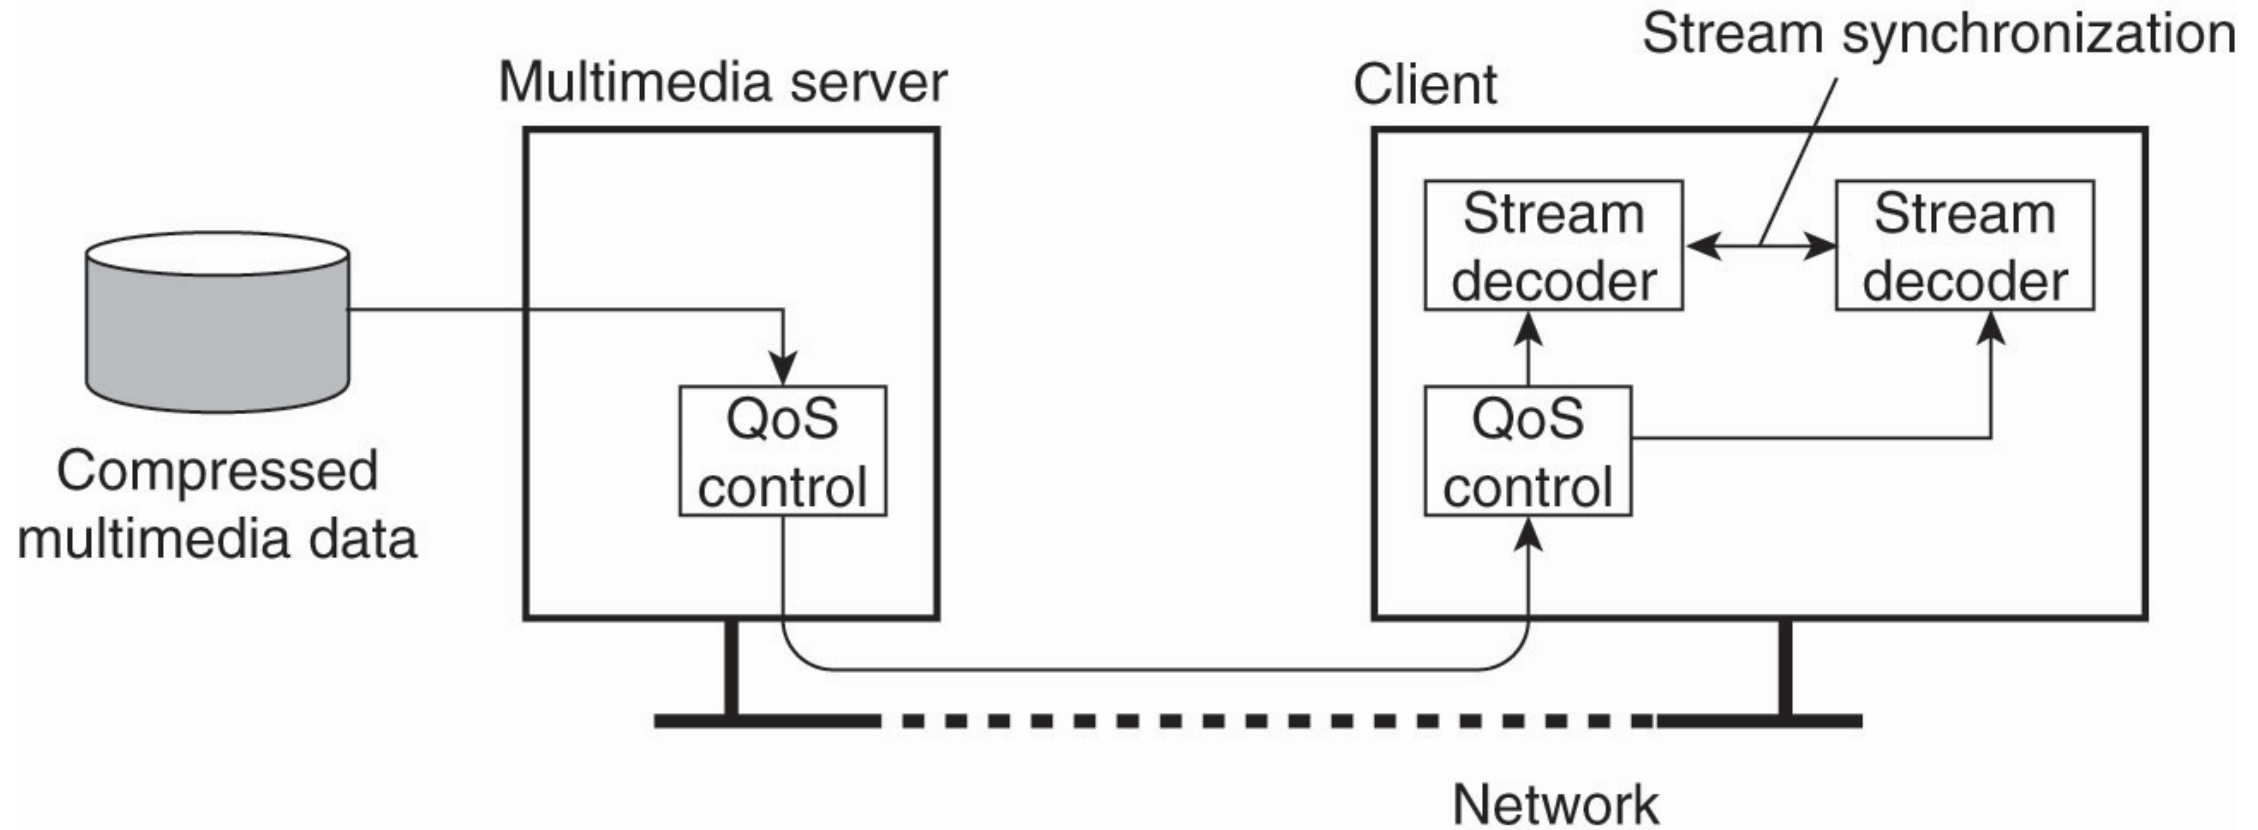 Stream synchronization
Multimedia server
Client
Stream
decoder
Stream
decoder
QoS
control
QoS
control
Compressed
multimedia data
Network